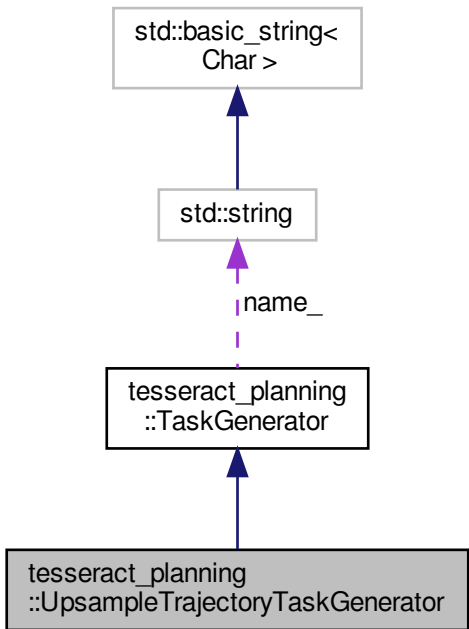 std::basic_string<
Char >
std::string
name_
tesseract_planning
::TaskGenerator
tesseract_planning
::UpsampleTrajectoryTaskGenerator